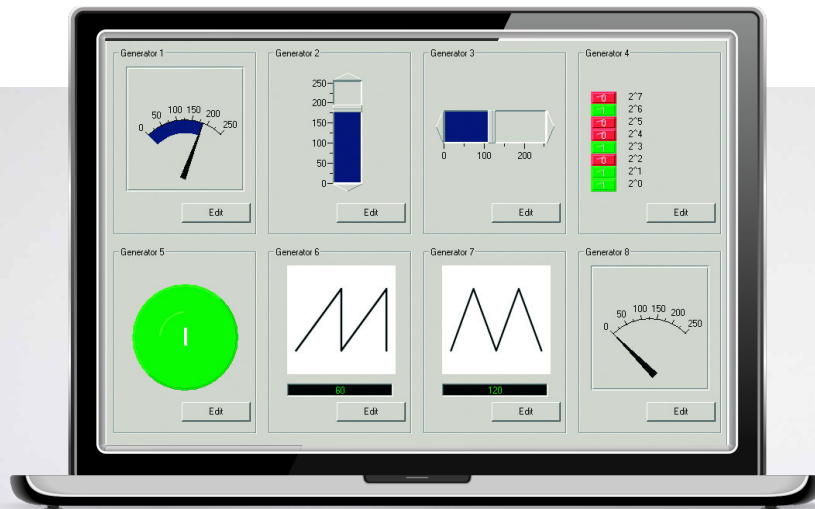 Generator 1
0 50 100 150 200 250
Edit
Generator 2
250
200
150
100
50
0
Edit
Generator 3
0 100 200
Edit
Generator 4
0 2^7
1 2^6
0 2^5
0 2^4
1 2^3
0 2^2
1 2^1
1 2^0
Edit
Generator 5
I
Edit
Generator 6
60
Edit
Generator 7
120
Edit
Generator 8
0 50 100 150 200 250
Edit